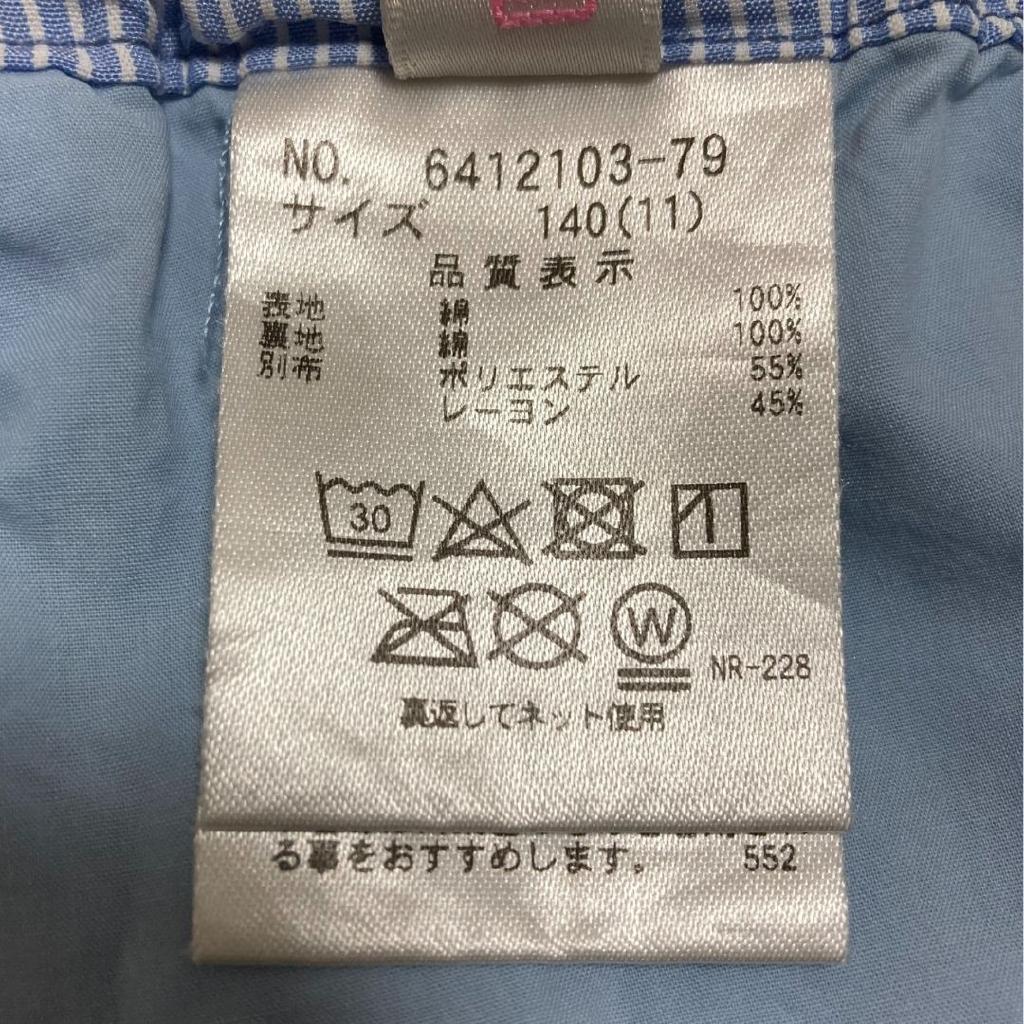 NO. 6412103-79
サイズ 140(11)
品質表示
表地 綿 100%
裏地 綿 100%
別布 ポリエステル 55%
レーヨン 45%
30
W
NR-228
裏返してネット使用
る事をおすすめします。 552